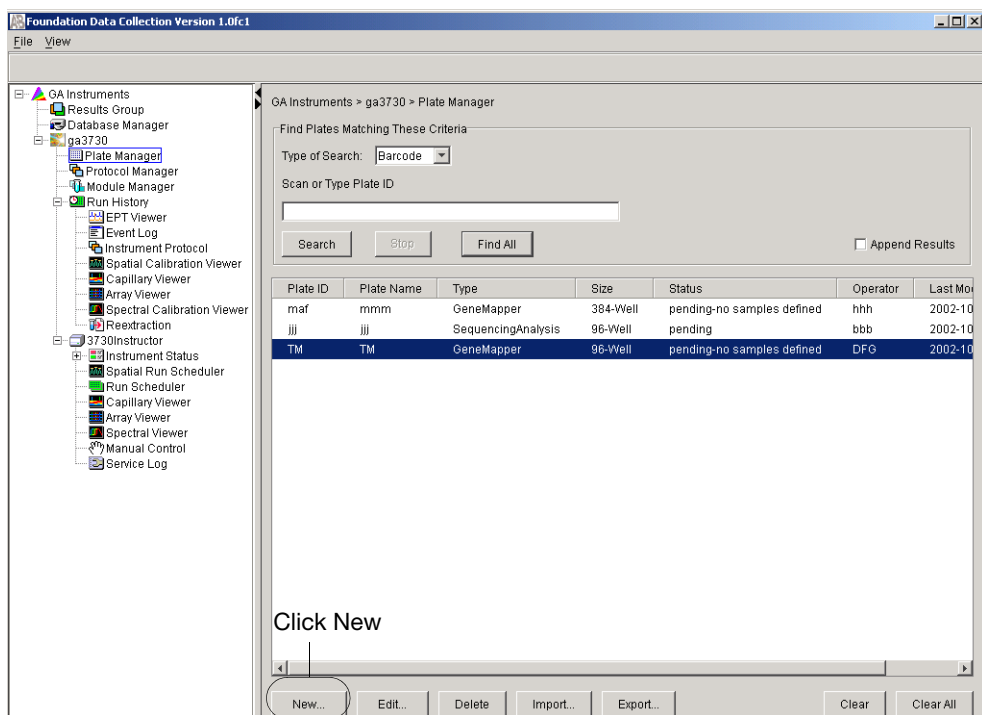 Foundation Data Collection Version 1.0fc1
File View
GA Instruments
Results Group
Database Manager
ga3730
Plate Manager
Protocol Manager
Module Manager
Run History
EPT Viewer
Event Log
Instrument Protocol
Spatial Calibration Viewer
Capillary Viewer
Array Viewer
Spectral Calibration Viewer
Reextraction
3730Instructor
Instrument Status
Spatial Run Scheduler
Run Scheduler
Capillary Viewer
Array Viewer
Spectral Viewer
Manual Control
Service Log
GA Instruments > ga3730 > Plate Manager
Find Plates Matching These Criteria
Type of Search: Barcode
Scan or Type Plate ID
Search Stop Find All Append Results
Plate ID Plate Name Type Size Status Operator Last Mo
maf mmm GeneMapper 384-Well pending-no samples defined hhh 2002-10
jjj jjj SequencingAnalysis 96-Well pending bbb 2002-10
TM TM GeneMapper 96-Well pending-no samples defined DFG 2002-10
Click New
New... Edit... Delete Import... Export... Clear Clear All